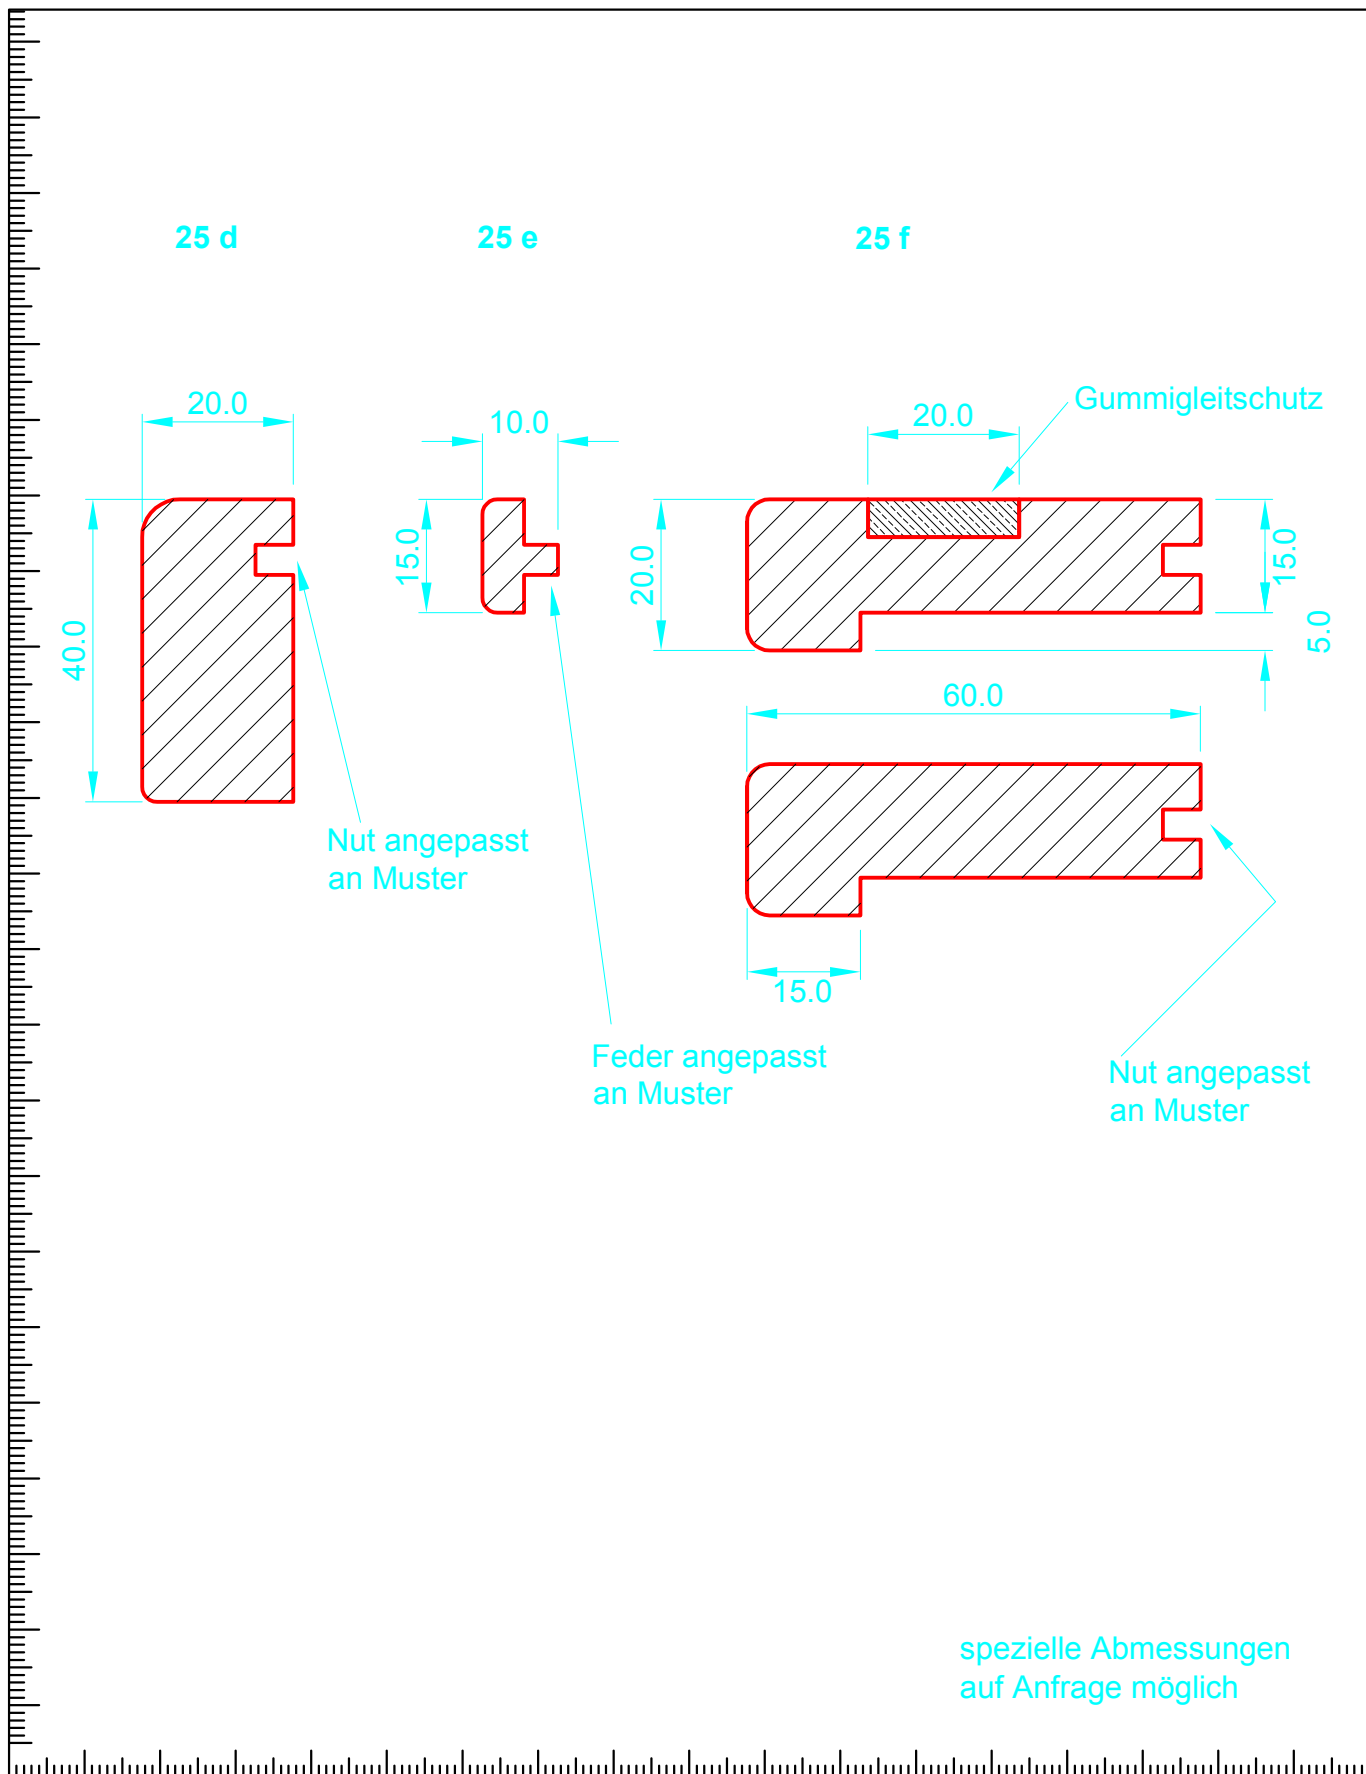 25 d
25 e
25 f
20.0
10.0
20.0
Gummigleitschutz
40.0
15.0
20.0
15.0
5.0
60.0
Nut angepasst
an Muster
15.0
Feder angepasst
an Muster
Nut angepasst
an Muster
spezielle Abmessungen
auf Anfrage möglich